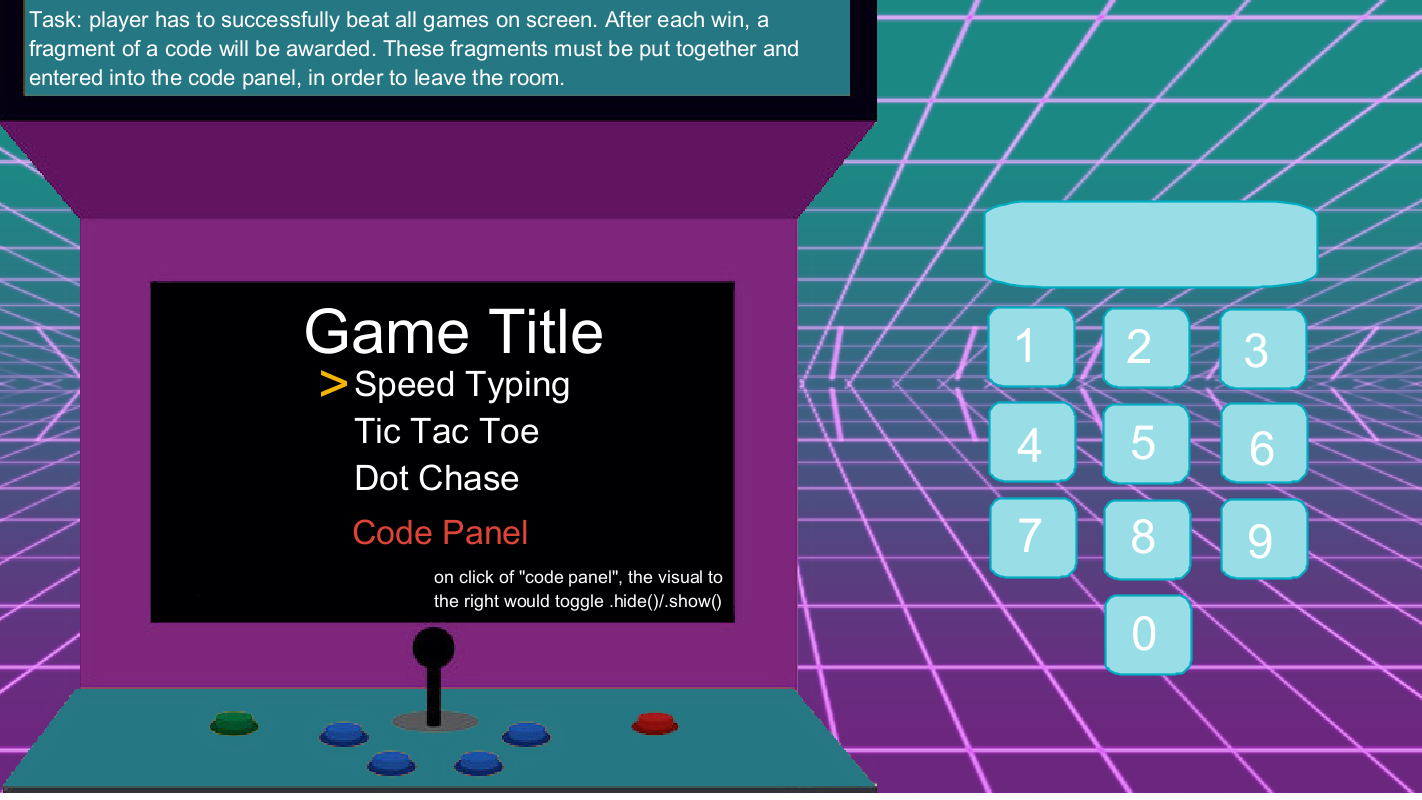 Task: player has to successfully beat all games on screen. After each win, a
fragment of a code will be awarded. These fragments must be put together and
entered into the code panel, in order to leave the room.
Game Title
> Speed Typing
Tic Tac Toe
Dot Chase
Code Panel
on click of "code panel", the visual to
the right would toggle .hide()/.show()
1 2 3
4 5 6
7 8 9
0